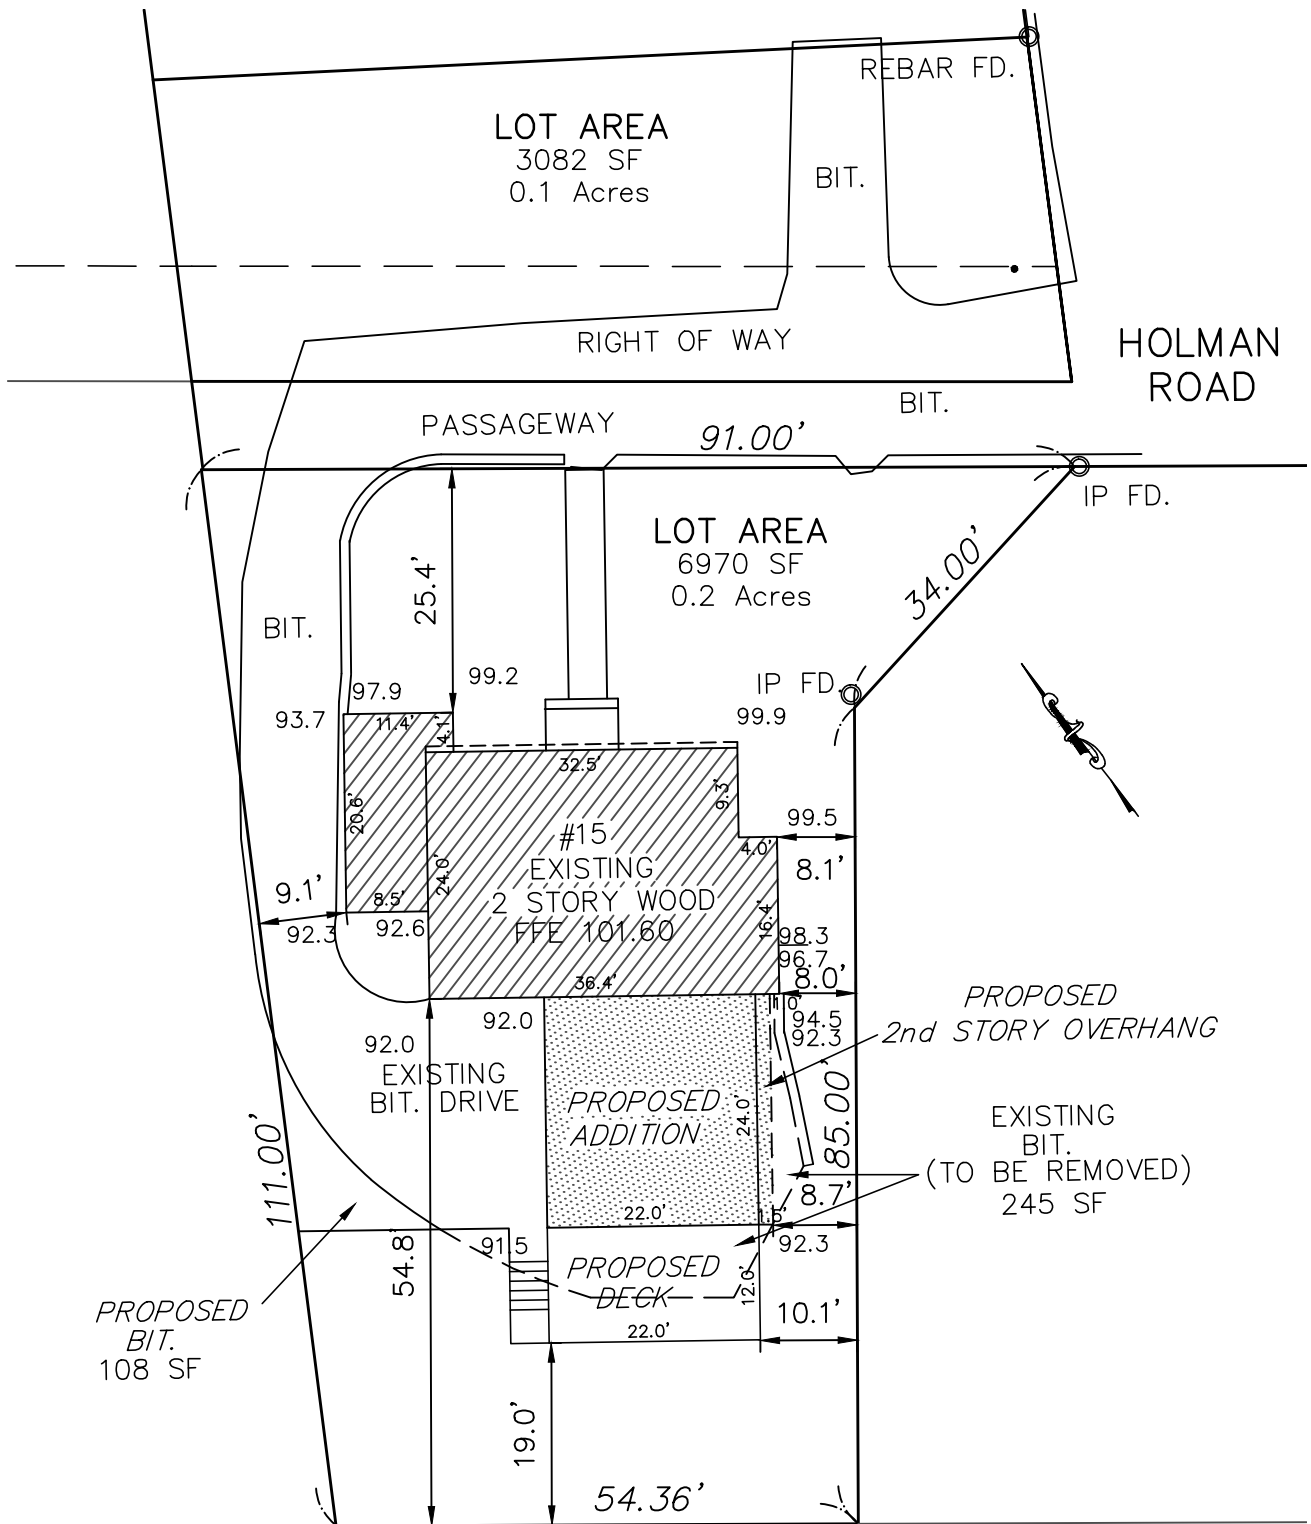 REBAR FD.
LOT AREA
3082 SF
0.1 Acres
BIT.
RIGHT OF WAY
HOLMAN
ROAD
BIT.
PASSAGEWAY
91.00'
IP FD.
LOT AREA
6970 SF
0.2 Acres
34.00'
25.4'
BIT.
99.2
IP FD.
97.9
93.7
99.9
11.4'
4.1'
32.5'
9.3'
20.6'
99.5
#15
EXISTING
2 STORY WOOD
FFE 101.60
4.0'
8.1'
24.0'
16.4'
9.1'
8.5'
92.3
92.6
98.3
96.7
36.4'
8.0'
1.0'
PROPOSED
2nd STORY OVERHANG
92.0
94.5
92.3
92.0
EXISTING
BIT. DRIVE
PROPOSED
ADDITION
24.0'
85.00'
EXISTING
BIT.
(TO BE REMOVED)
245 SF
111.00'
8.7'
22.0'
1.5'
54.8'
91.5
92.3
PROPOSED
DECK
12.0'
PROPOSED
BIT.
108 SF
22.0'
10.1'
19.0'
54.36'